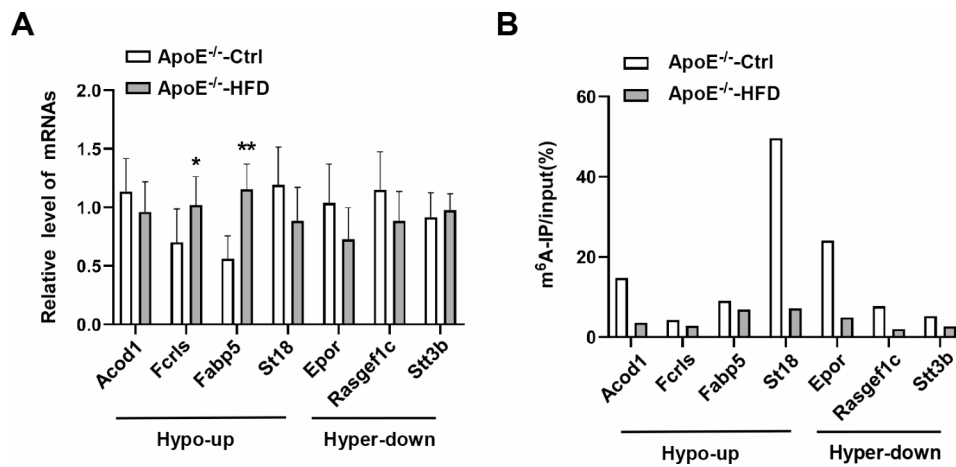 A
ApoE-/--Ctrl
ApoE-/--HFD
Relative level of mRNAs
2.0
1.5
1.0
0.5
0.0
*
**
Acod1
Fcrls
Fabp5
St18
Epor
Rasgef1c
Stt3b
Hypo-up
Hyper-down
B
ApoE-/--Ctrl
ApoE-/--HFD
m6A-IP/input(%)
60
40
20
0
Acod1
Fcrls
Fabp5
St18
Epor
Rasgef1c
Stt3b
Hypo-up
Hyper-down